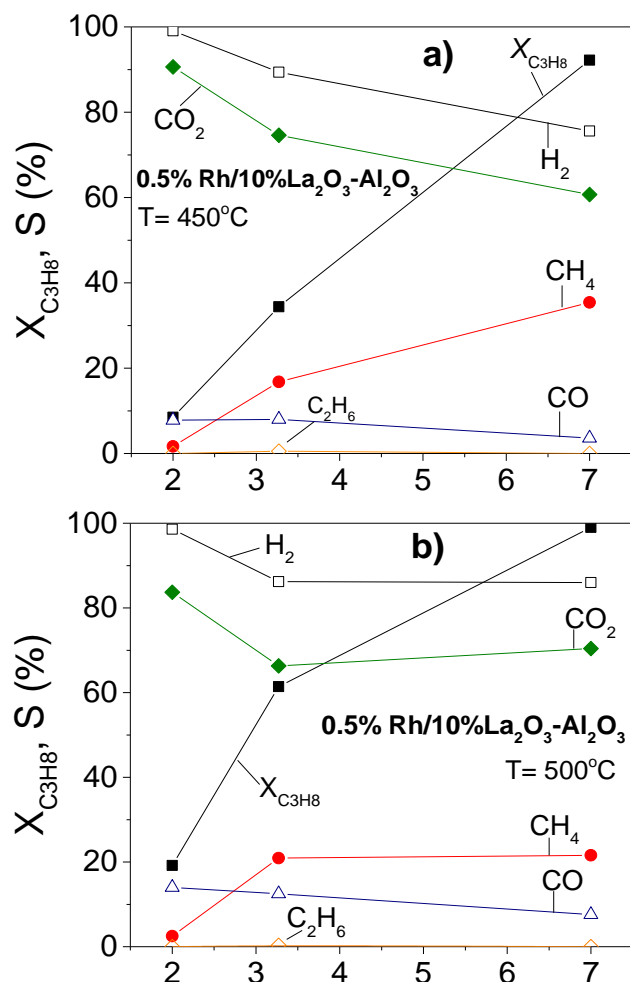 100
a)
X_C3H8
80
CO2
H2
0.5% Rh/10%La2O3-Al2O3
60
T= 450°C
X_C3H8, S (%)
40
CH4
20
C2H6
CO
0
2 3 4 5 6 7
100
H2
b)
80
CO2
60
0.5% Rh/10%La2O3-Al2O3
T= 500°C
X_C3H8, S (%)
40
X_C3H8
20
CH4
CO
C2H6
0
2 3 4 5 6 7